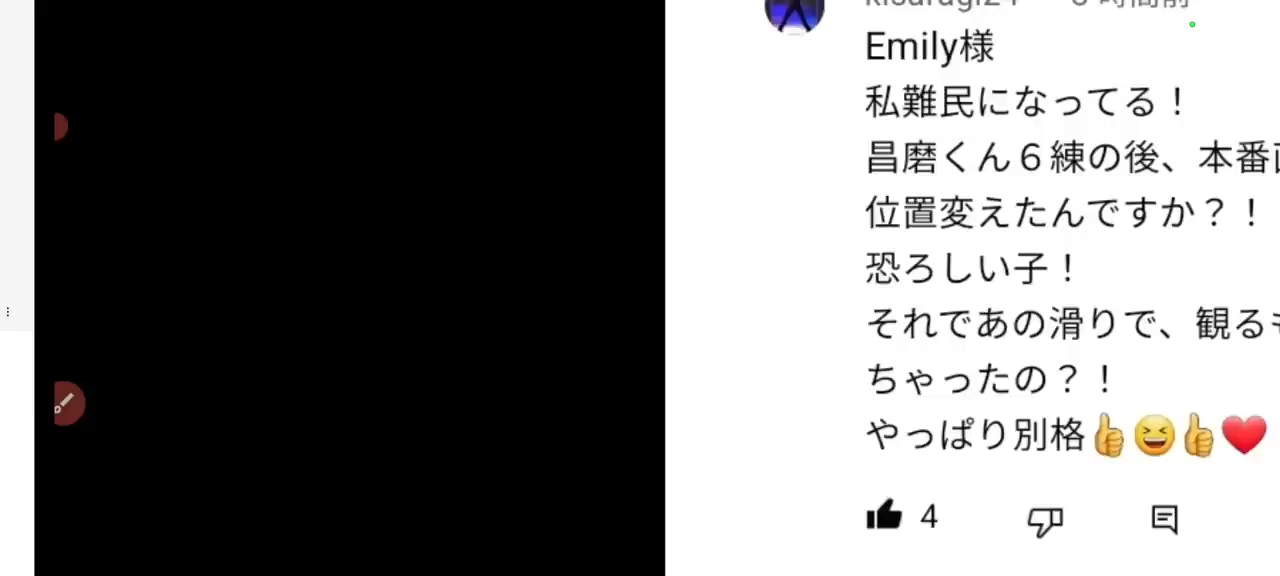 Emily様
私難民になってる！
昌磨くん６練の後、本番
位置変えたんですか？！
恐ろしい子！
それであの滑りで、観る
ちゃったの？！
やっぱり別格👍😆👍❤️
4